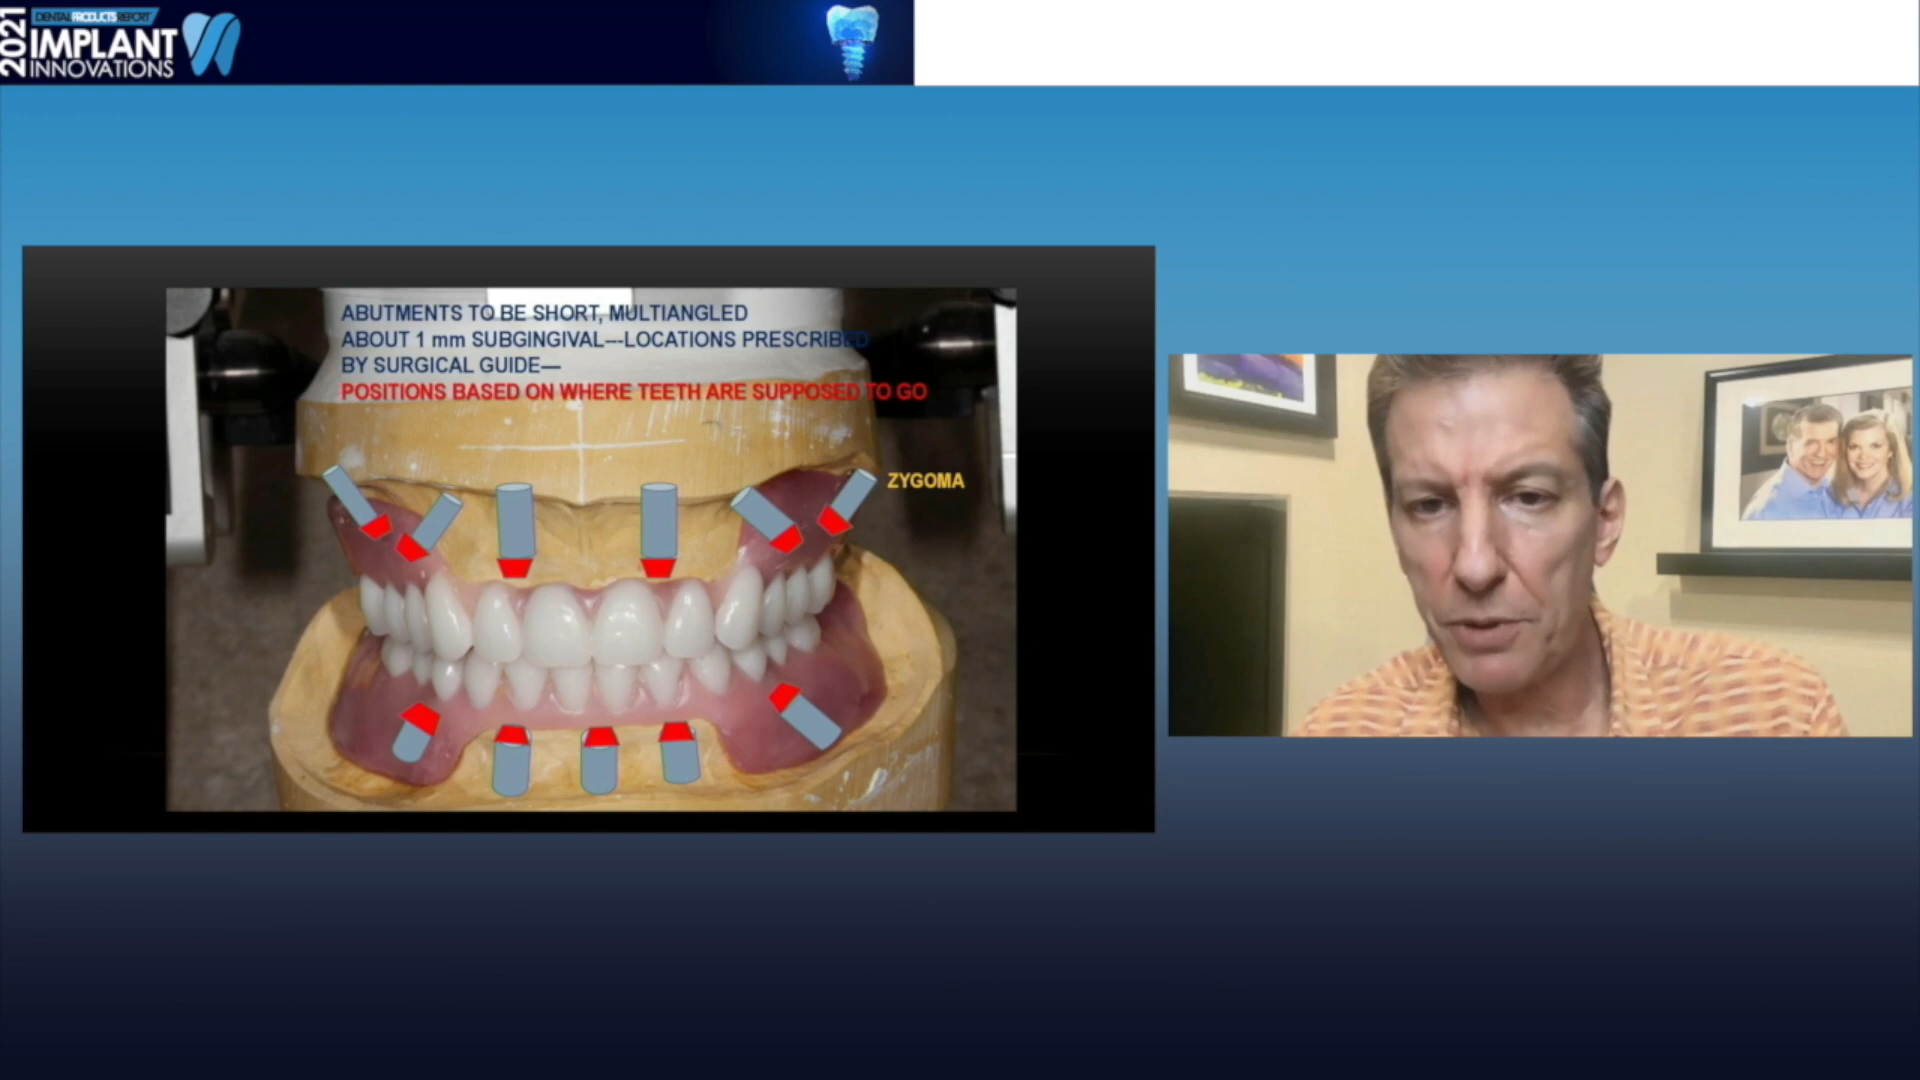 2021
DENTAL PRODUCTS REPORT
IMPLANT
INNOVATIONS
ABUTMENTS TO BE SHORT, MULTIANGLED
ABOUT 1 mm SUBGINGIVAL---LOCATIONS PRESCRIBED
BY SURGICAL GUIDE—
POSITIONS BASED ON WHERE TEETH ARE SUPPOSED TO GO
ZYGOMA